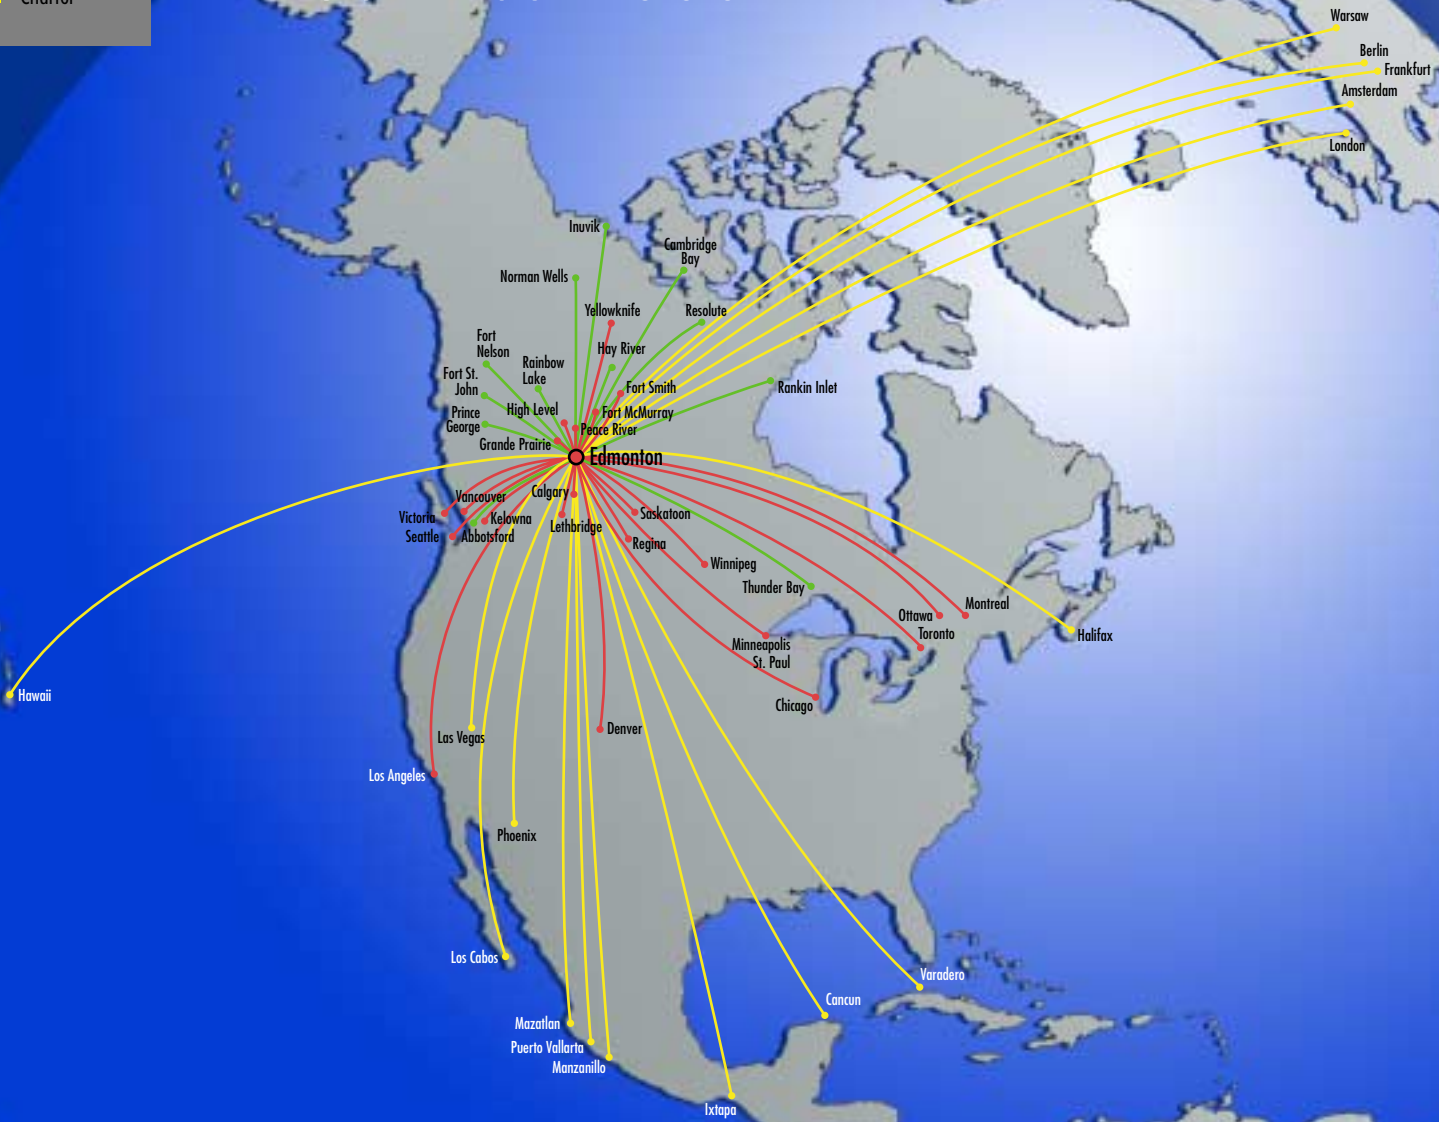 Warsaw
Berlin
Frankfurt
Amsterdam
London
Inuvik
Cambridge
Bay
Norman Wells
Yellowknife
Resolute
Fort
Nelson
Hay River
Rainbow
Lake
Fort St.
John
Fort Smith
Rankin Inlet
High Level
Prince
George
Fort McMurray
Peace River
Grande Prairie
Edmonton
Calgary
Vancouver
Victoria
Kelowna
Saskatoon
Lethbridge
Seattle
Abbotsford
Regina
Winnipeg
Thunder Bay
Ottawa
Montreal
Toronto
Halifax
Minneapolis
St. Paul
Hawaii
Chicago
Denver
Las Vegas
Los Angeles
Phoenix
Los Cabos
Varadero
Cancun
Mazatlan
Puerto Vallarta
Manzanillo
Ixtapa